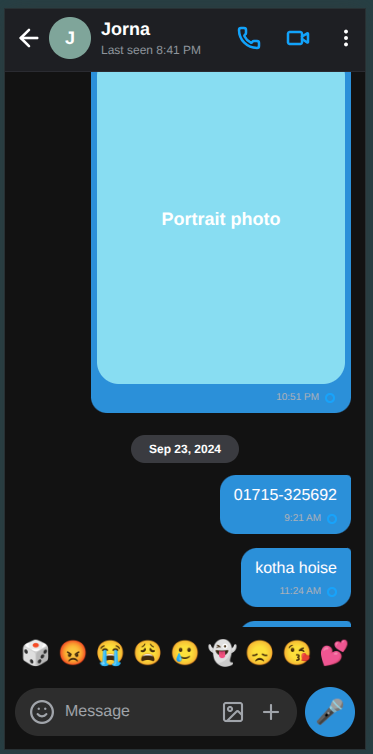 J
Jorna
Last seen 8:41 PM
Portrait photo
10:51 PM
Sep 23, 2024
01715-325692
9:21 AM
kotha hoise
11:24 AM
Message